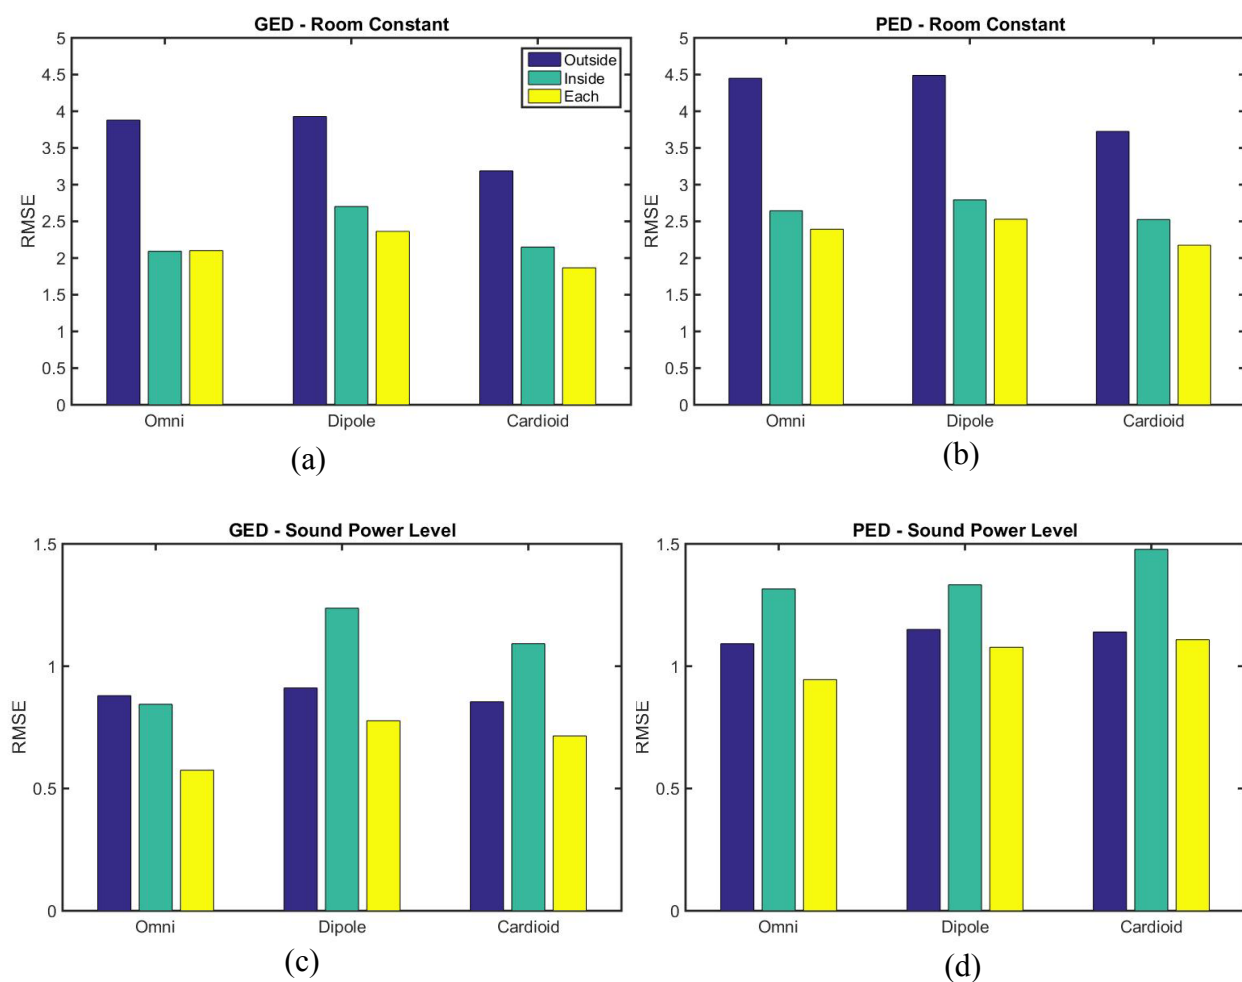 GED - Room Constant
5
4.5
4
3.5
3
2.5
2
1.5
1
0.5
0
RMSE
Outside
Inside
Each
Omni Dipole Cardioid
(a)
PED - Room Constant
5
4.5
4
3.5
3
2.5
2
1.5
1
0.5
0
RMSE
Omni Dipole Cardioid
(b)
GED - Sound Power Level
1.5
1
0.5
0
RMSE
Omni Dipole Cardioid
(c)
PED - Sound Power Level
1.5
1
0.5
0
RMSE
Omni Dipole Cardioid
(d)